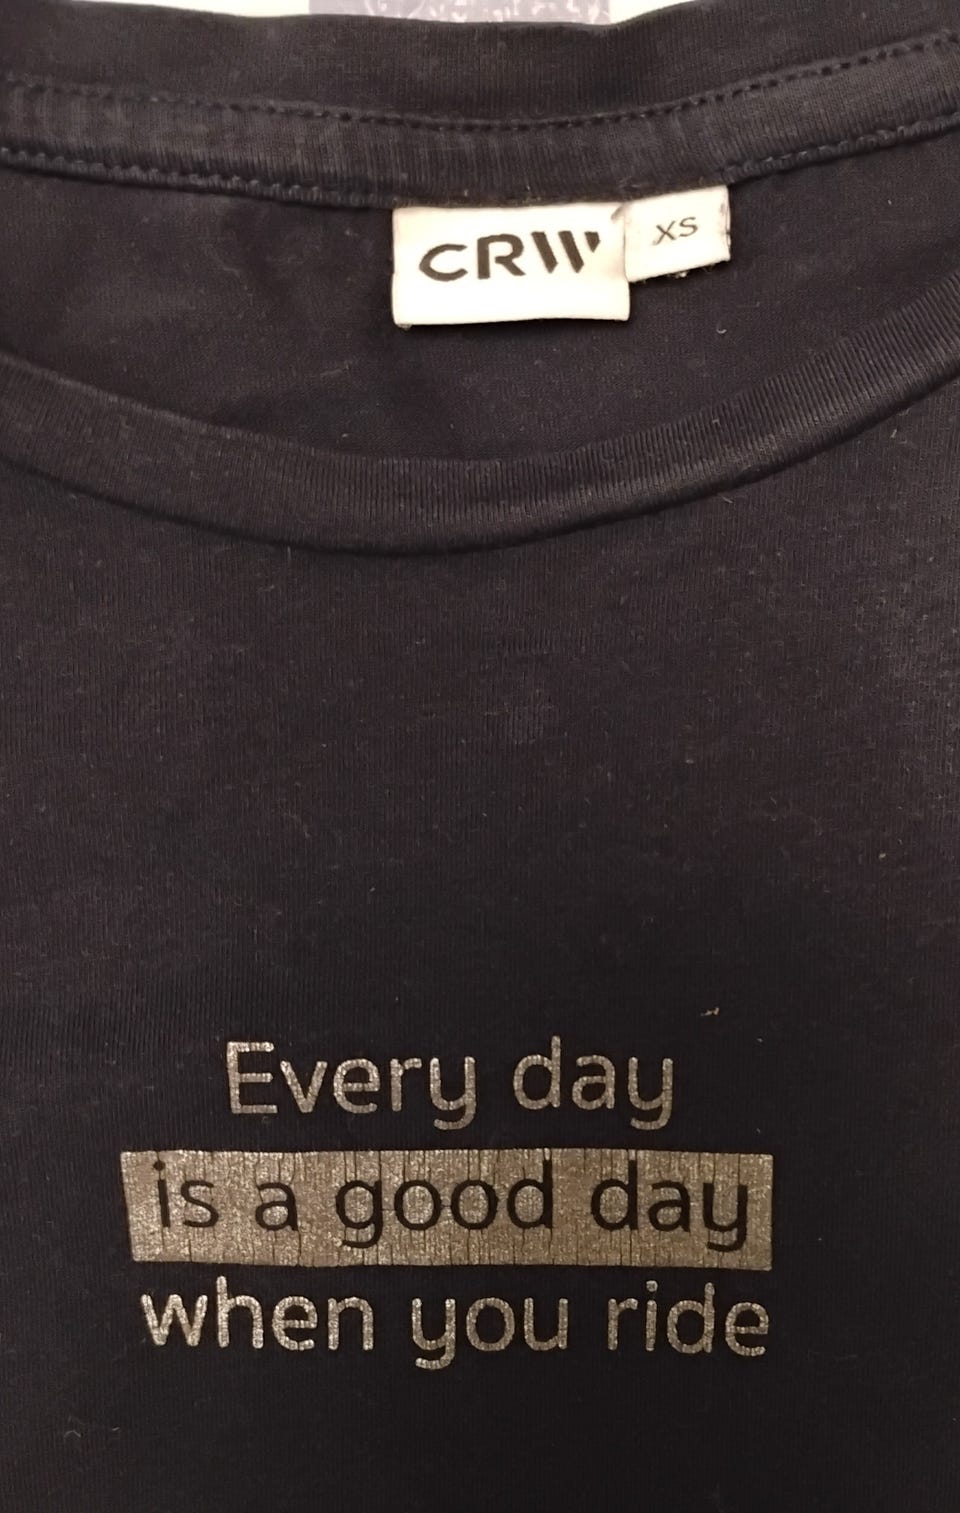 CRW
XS
Every day
is a good day
when you ride